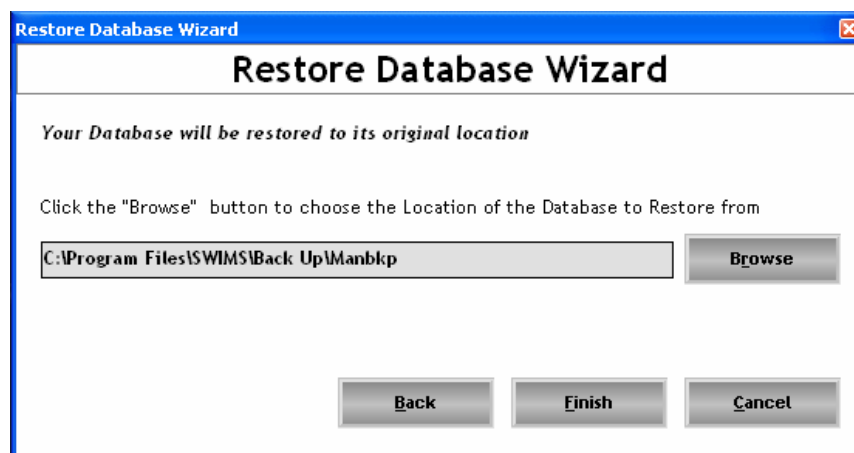 Restore Database Wizard
Restore Database Wizard
Your Database will be restored to its original location
Click the "Browse" button to choose the Location of the Database to Restore from
C:\Program Files\SWIMS\Back Up\Manbkp
Browse
Back
Finish
Cancel